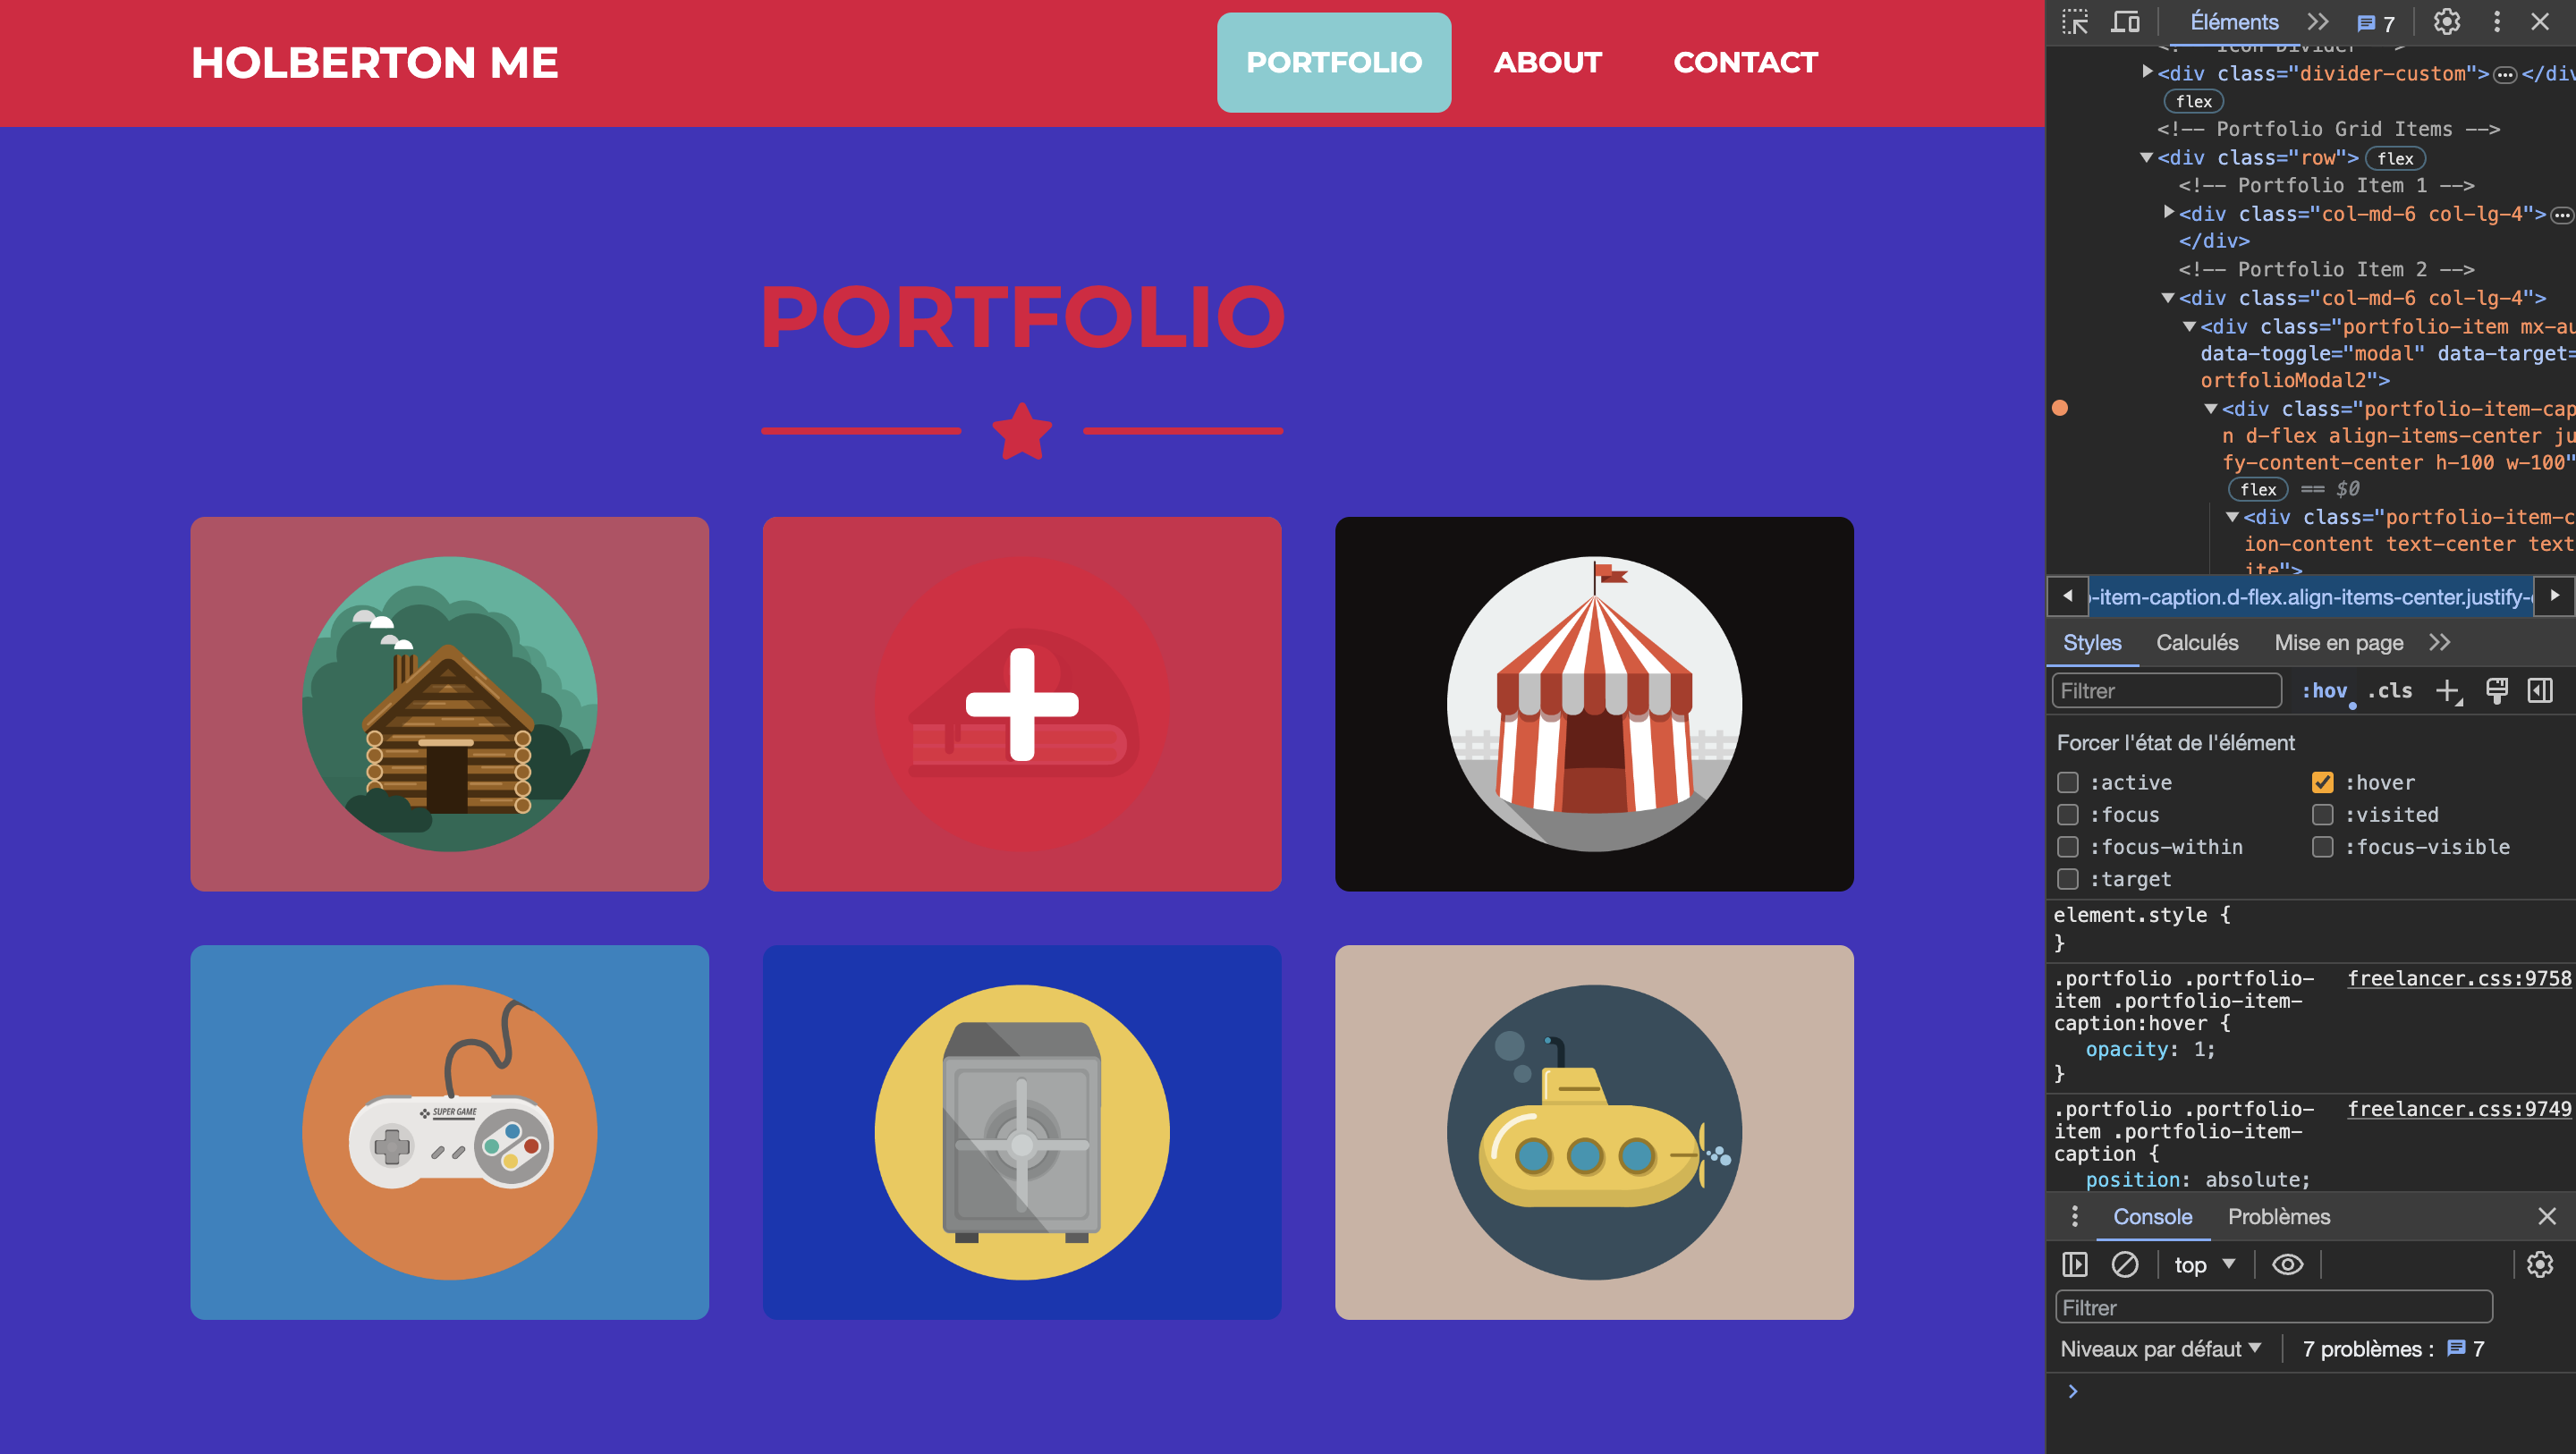 HOLBERTON ME
PORTFOLIO
ABOUT
CONTACT
PORTFOLIO
SUPER GAME
Éléments
7
<div class="divider-custom"> </div
flex
<!-- Portfolio Grid Items -->
<div class="row"> flex
<!-- Portfolio Item 1 -->
<div class="col-md-6 col-lg-4">
</div>
<!-- Portfolio Item 2 -->
<div class="col-md-6 col-lg-4">
<div class="portfolio-item mx-au
data-toggle="modal" data-target=
ortfolioModal2">
<div class="portfolio-item-cap
n d-flex align-items-center ju
fy-content-center h-100 w-100"
flex == $0
<div class="portfolio-item-c
ion-content text-center text
ite">
-item-caption.d-flex.align-items-center.justify-
Styles
Calculés
Mise en page
Filtrer
:hov
.cls
Forcer l'état de l'élément
:active
:hover
:focus
:visited
:focus-within
:focus-visible
:target
element.style {
}
.portfolio .portfolio- freelancer.css:9758
item .portfolio-item-
caption:hover {
opacity: 1;
}
.portfolio .portfolio- freelancer.css:9749
item .portfolio-item-
caption {
position: absolute;
Console
Problèmes
top
Filtrer
Niveaux par défaut
7 problèmes : 7